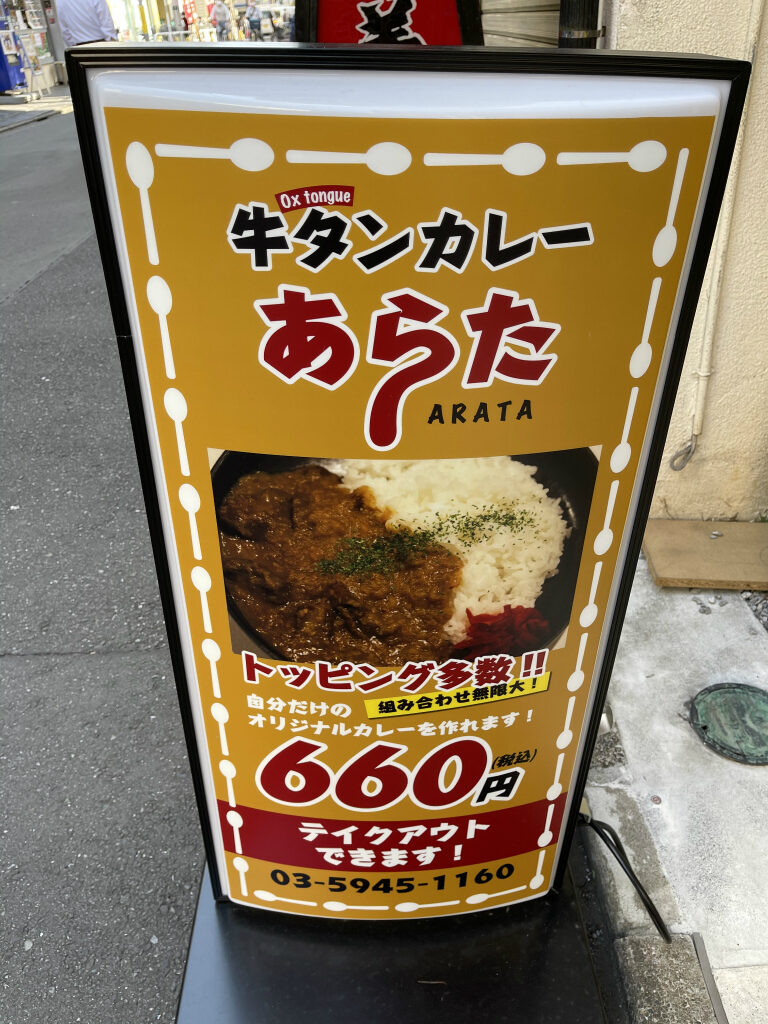 Ox tongue
牛タンカレー
あらた
ARATA
トッピング多数!!
組み合わせ無限大!
自分だけの
オリジナルカレーを作れます!
660円(税込)
テイクアウト
できます!
03-5945-1160